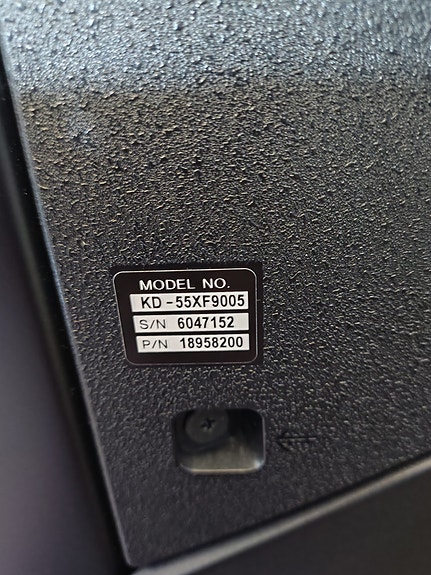 MODEL NO.
KD-55XF9005
S/N 6047152
P/N 18958200